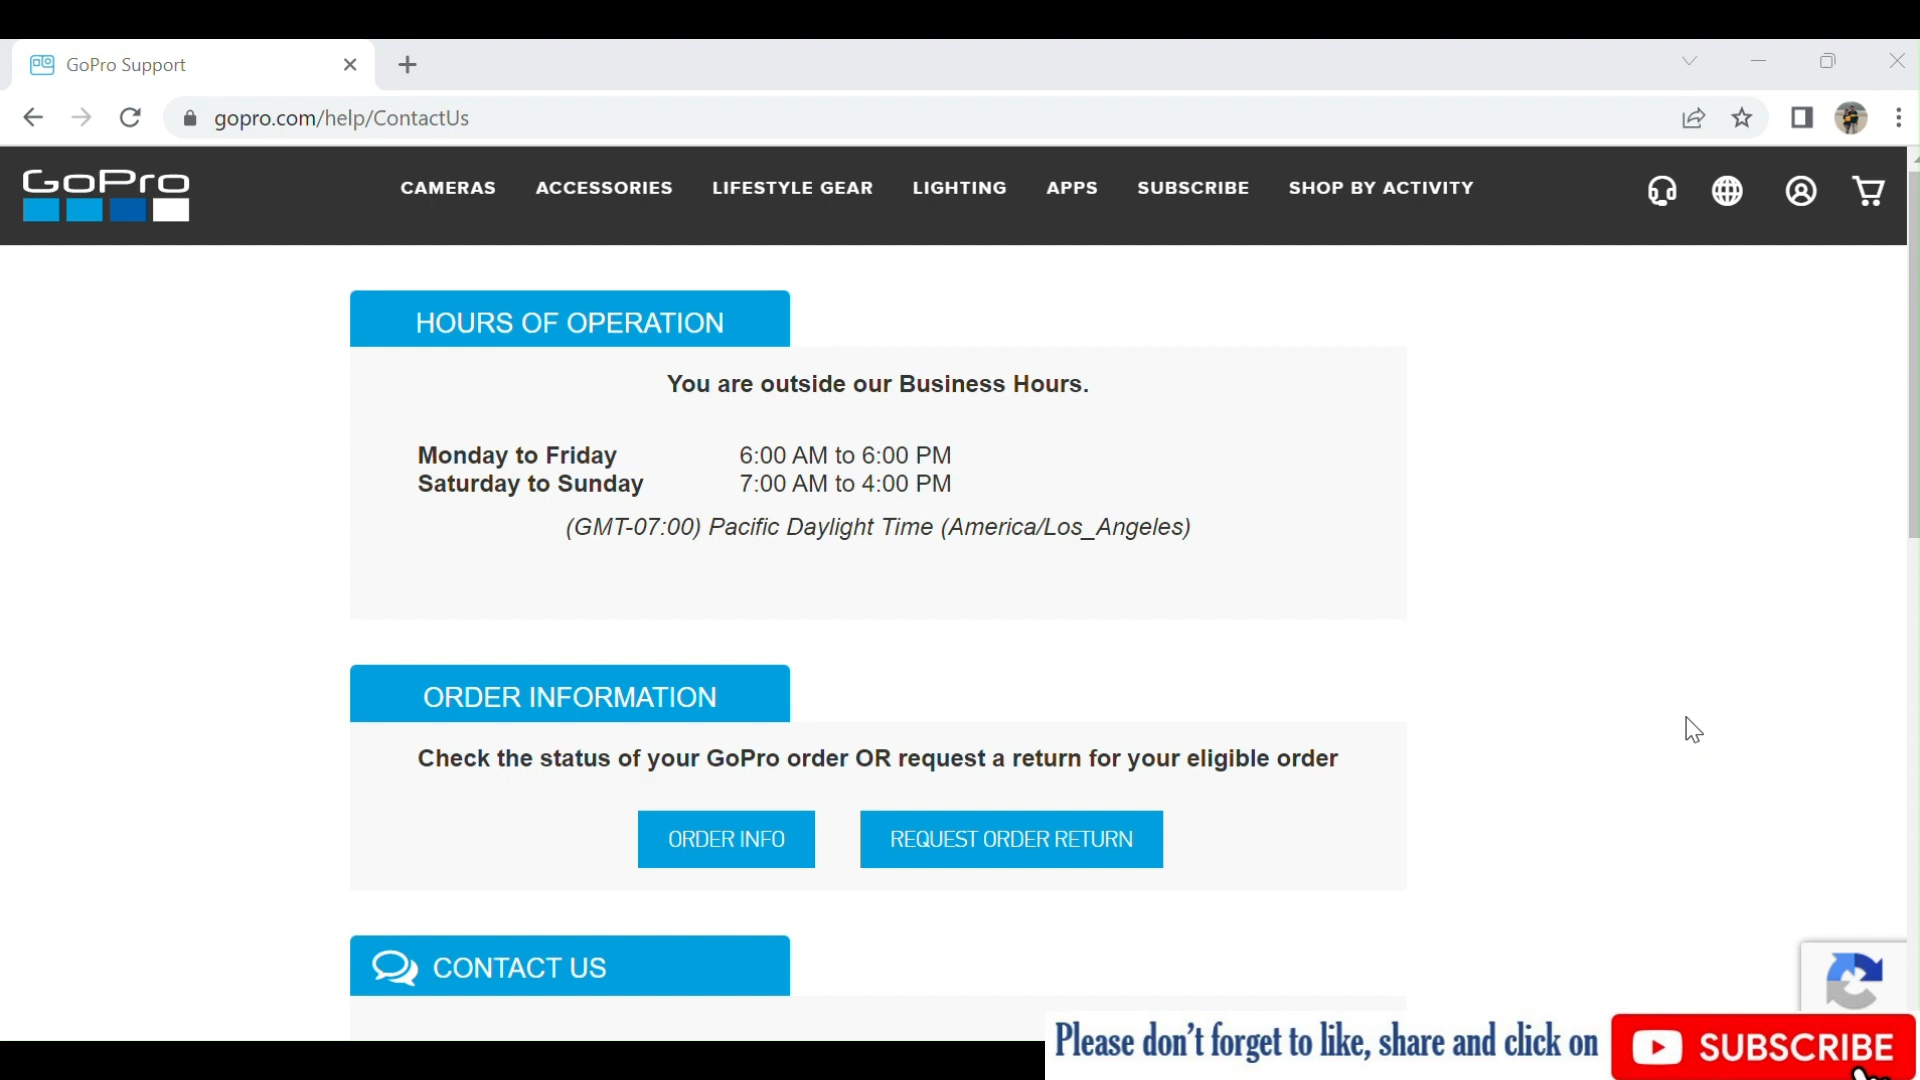 GoPro Support
gopro.com/help/ContactUs
GoPro
CAMERAS ACCESSORIES LIFESTYLE GEAR LIGHTING APPS SUBSCRIBE SHOP BY ACTIVITY
HOURS OF OPERATION
You are outside our Business Hours.
Monday to Friday 6:00 AM to 6:00 PM
Saturday to Sunday 7:00 AM to 4:00 PM
(GMT-07:00) Pacific Daylight Time (America/Los_Angeles)
ORDER INFORMATION
Check the status of your GoPro order OR request a return for your eligible order
ORDER INFO REQUEST ORDER RETURN
CONTACT US
Please don't forget to like, share and click on SUBSCRIBE